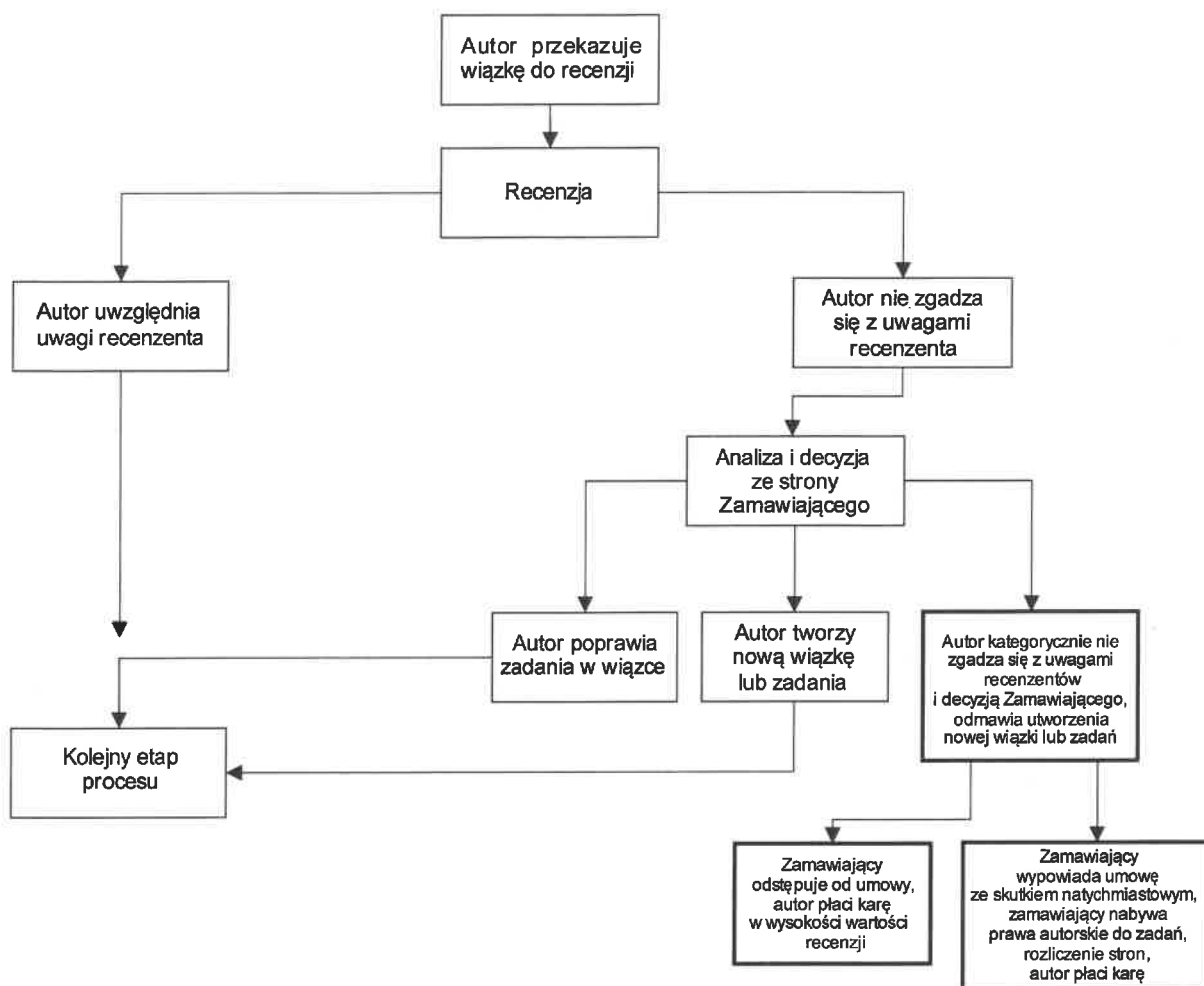 Autor przekazuje
wiązkę do recenzji
Recenzja
Autor uwzględnia
uwagi recenzenta
Autor nie zgadza
się z uwagami
recenzenta
Analiza i decyzja
ze strony
Zamawiającego
Autor poprawia
zadania w wiązce
Autor tworzy
nową wiązkę
lub zadania
Autor kategorycznie nie
zgadza się z uwagami
recenzentów
i decyzją Zamawiającego,
odmawia utworzenia
nowej wiązki lub zadań
Kolejny etap
procesu
Zamawiający
odstępuje od umowy,
autor płaci karę
w wysokości wartości
recenzji
Zamawiający
wypowiada umowę
ze skutkiem natychmiastowym,
zamawiający nabywa
prawa autorskie do zadań,
rozliczenie stron,
autor płaci karę